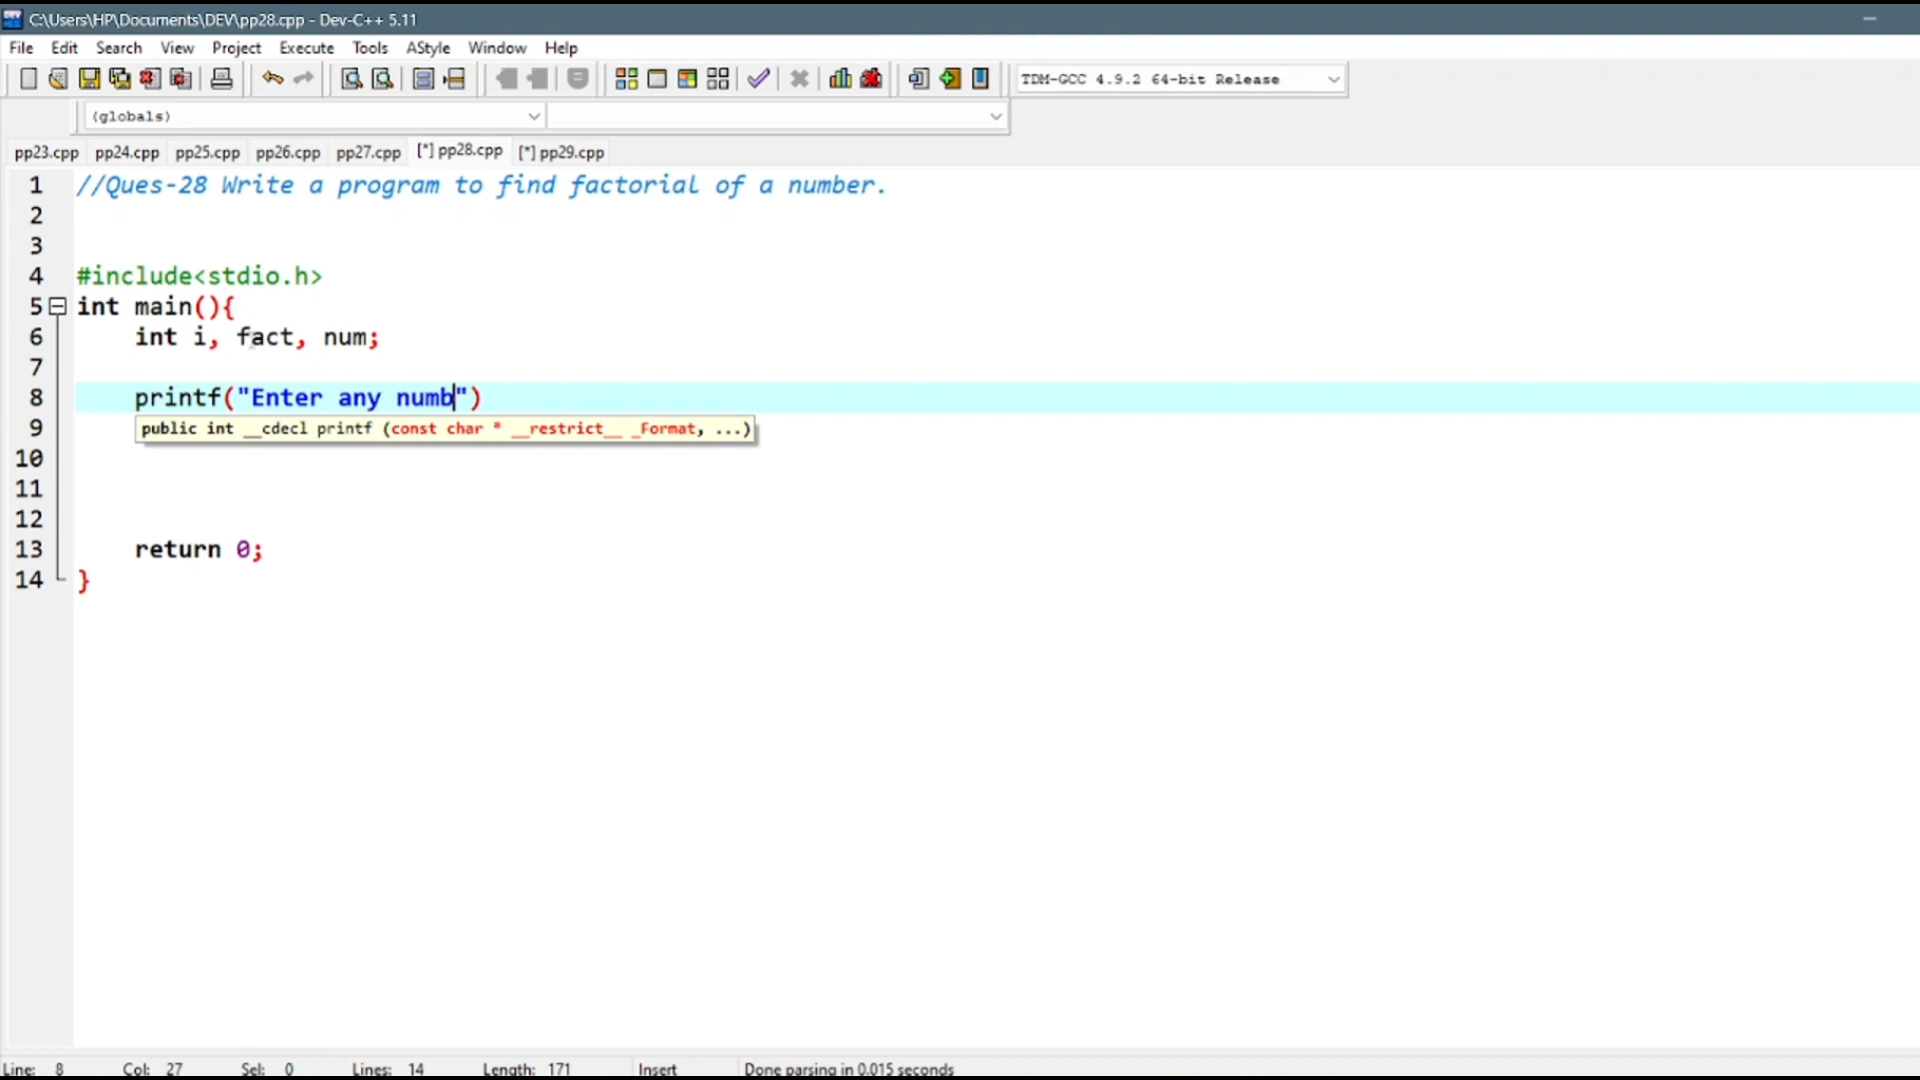 C:\Users\HP\Documents\DEV\pp28.cpp - Dev-C++ 5.11
File Edit Search View Project Execute Tools AStyle Window Help
TDM-GCC 4.9.2 64-bit Release
(globals)
pp23.cpp pp24.cpp pp25.cpp pp26.cpp pp27.cpp [*] pp28.cpp [*] pp29.cpp
1 //Ques-28 Write a program to find factorial of a number.
2
3
4 #include<stdio.h>
5 int main(){
6 int i, fact, num;
7
8 printf("Enter any numb")
9 public int __cdecl printf (const char * __restrict__ _Format, ...)
10
11
12
13 return 0;
14 }
Line: 8 Col: 27 Sel: 0 Lines: 14 Length: 171 Insert Done parsing in 0.015 seconds